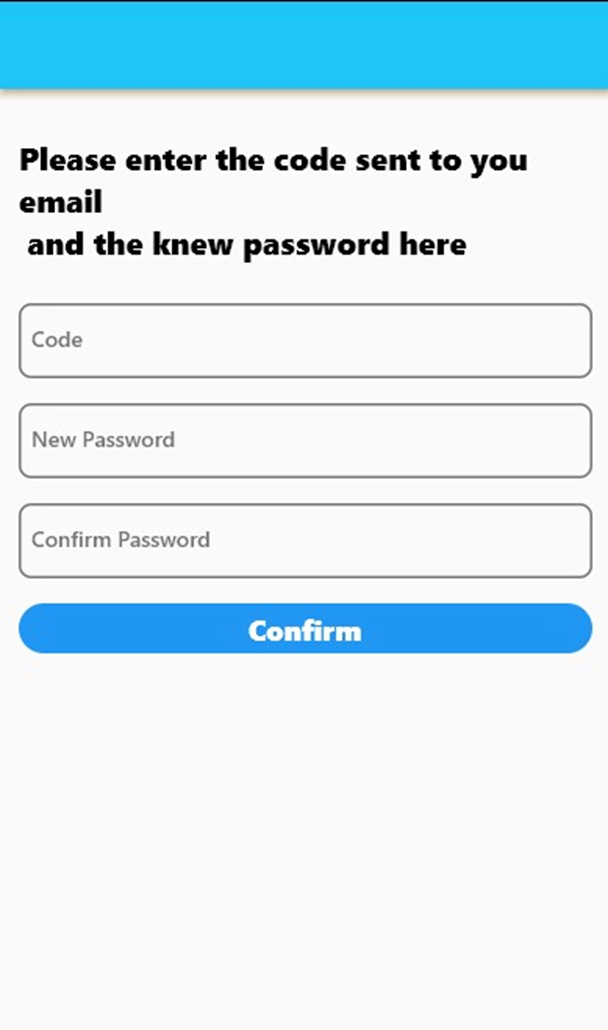 Please enter the code sent to you
email
and the knew password here
Code
New Password
Confirm Password
Confirm